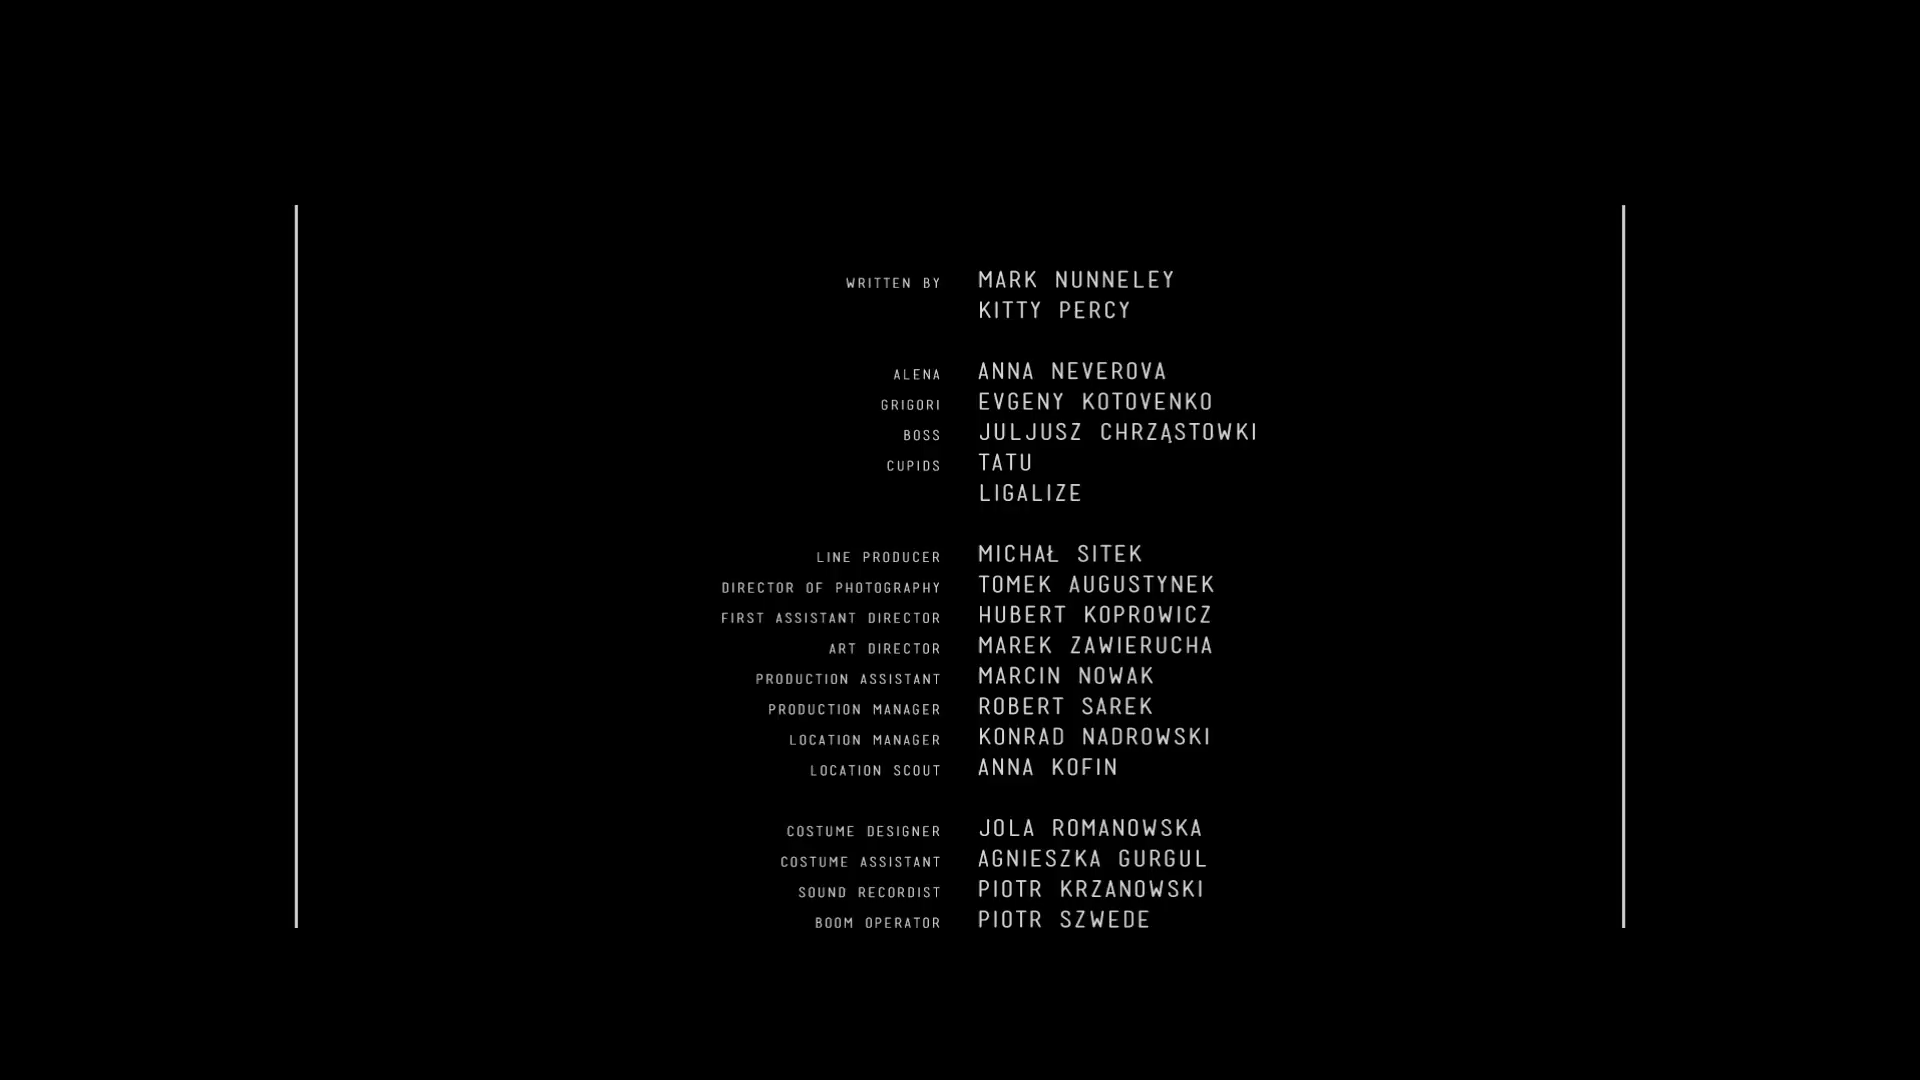 WRITTEN BY MARK NUNNELEY
KITTY PERCY
ALENA ANNA NEVEROVA
GRIGORI EVGENY KOTOVENKO
BOSS JULJUSZ CHRZĄSTOWKI
CUPIDS TATU
LIGALIZE
LINE PRODUCER MICHAŁ SITEK
DIRECTOR OF PHOTOGRAPHY TOMEK AUGUSTYNEK
FIRST ASSISTANT DIRECTOR HUBERT KOPROWICZ
ART DIRECTOR MAREK ZAWIERUCHA
PRODUCTION ASSISTANT MARCIN NOWAK
PRODUCTION MANAGER ROBERT SAREK
LOCATION MANAGER KONRAD NADROWSKI
LOCATION SCOUT ANNA KOFIN
COSTUME DESIGNER JOLA ROMANOWSKA
COSTUME ASSISTANT AGNIESZKA GURGUL
SOUND RECORDIST PIOTR KRZANOWSKI
BOOM OPERATOR PIOTR SZWEDE